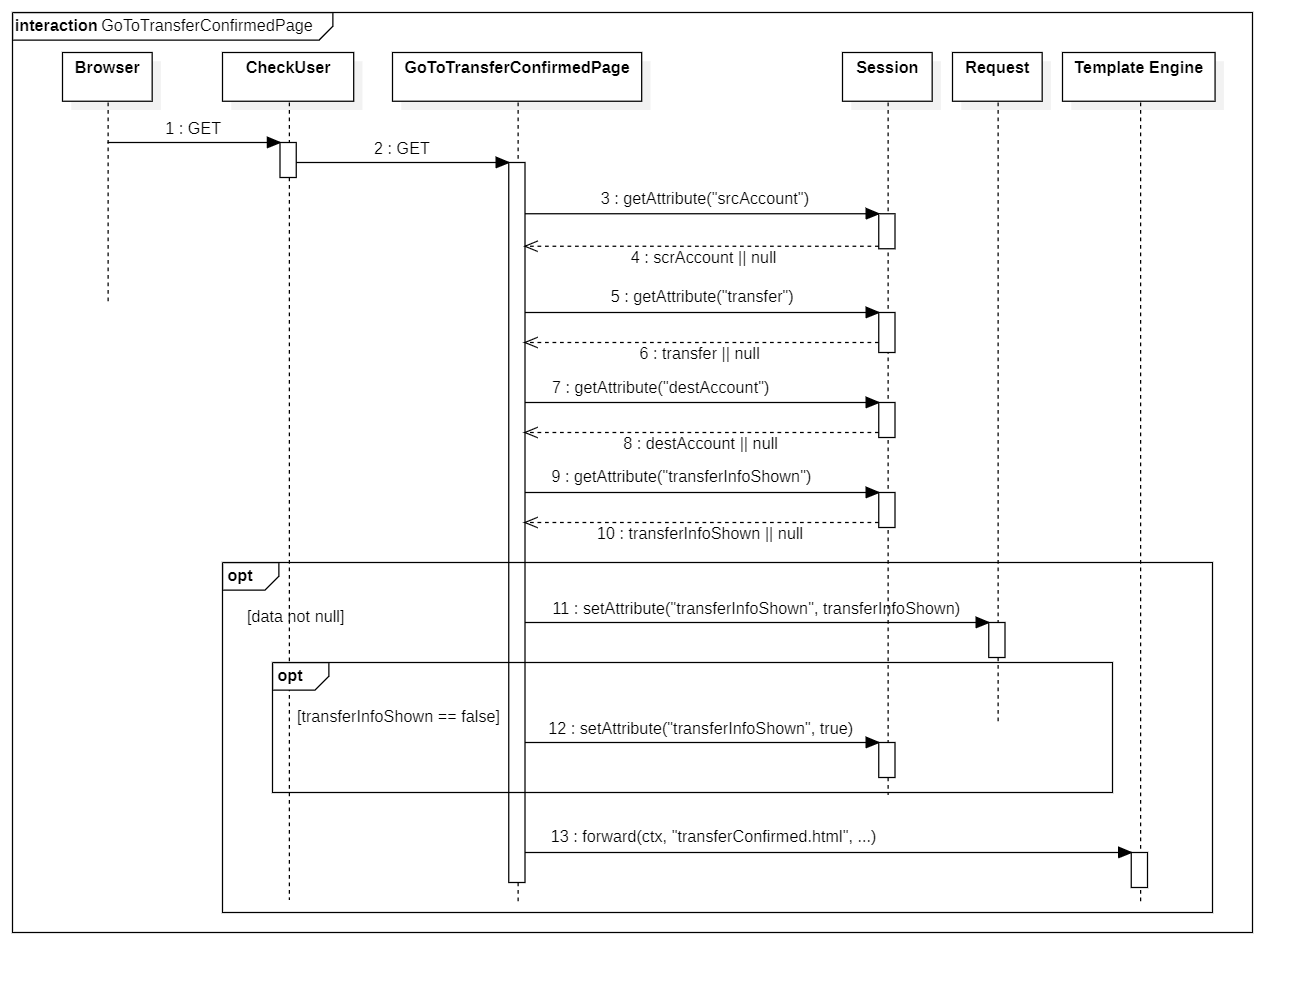 interaction GoToTransferConfirmedPage
Browser
CheckUser
GoToTransferConfirmedPage
Session
Request
Template Engine
1 : GET
2 : GET
3 : getAttribute("srcAccount")
4 : scrAccount || null
5 : getAttribute("transfer")
6 : transfer || null
7 : getAttribute("destAccount")
8 : destAccount || null
9 : getAttribute("transferInfoShown")
10 : transferInfoShown || null
opt
[data not null]
11 : setAttribute("transferInfoShown", transferInfoShown)
opt
[transferInfoShown == false]
12 : setAttribute("transferInfoShown", true)
13 : forward(ctx, "transferConfirmed.html", ...)